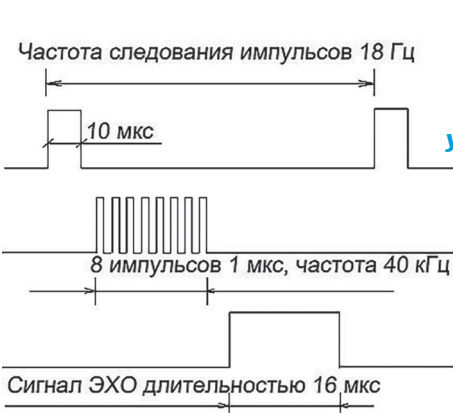 Частота следования импульсов 18 Гц
10 мкс
8 импульсов 1 мкс, частота 40 кГц
Сигнал ЭХО длительностью 16 мкс